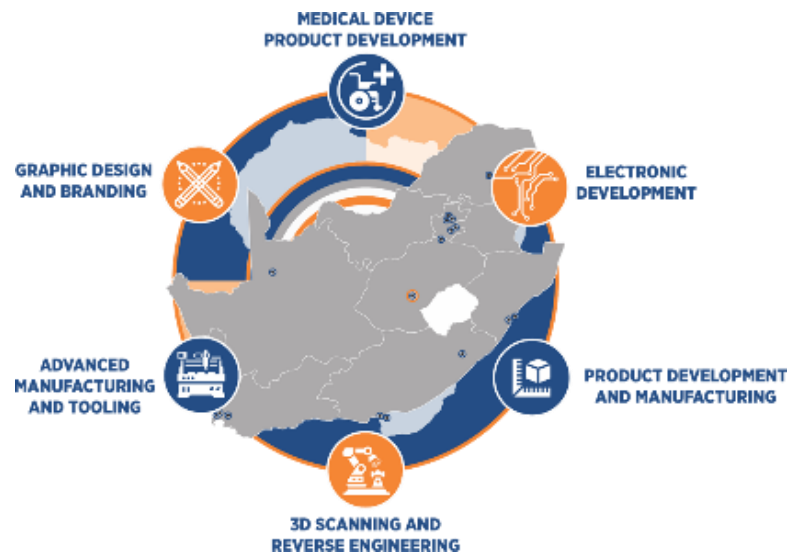 MEDICAL DEVICE
PRODUCT DEVELOPMENT
GRAPHIC DESIGN
AND BRANDING
ELECTRONIC
DEVELOPMENT
ADVANCED
MANUFACTURING
AND TOOLING
PRODUCT DEVELOPMENT
AND MANUFACTURING
3D SCANNING AND
REVERSE ENGINEERING